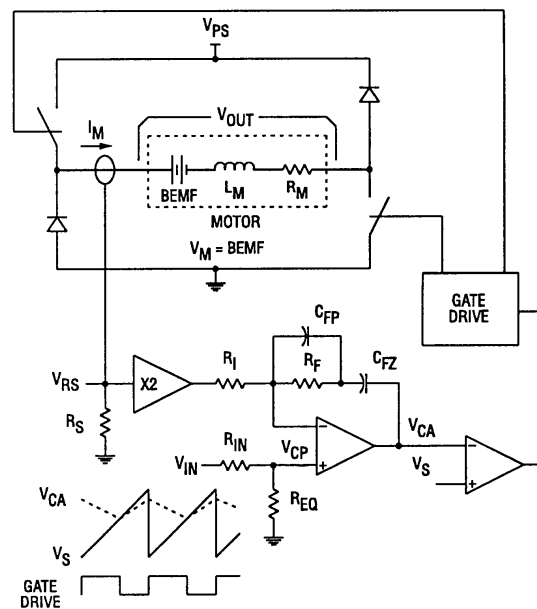 V_PS
V_OUT
I_M
BEMF
L_M
R_M
MOTOR
V_M = BEMF
GATE
DRIVE
C_FP
R_I
R_F
C_FZ
V_RS
X2
R_S
V_CA
V_IN
R_IN
V_CP
V_S
R_EQ
V_CA
V_S
GATE
DRIVE